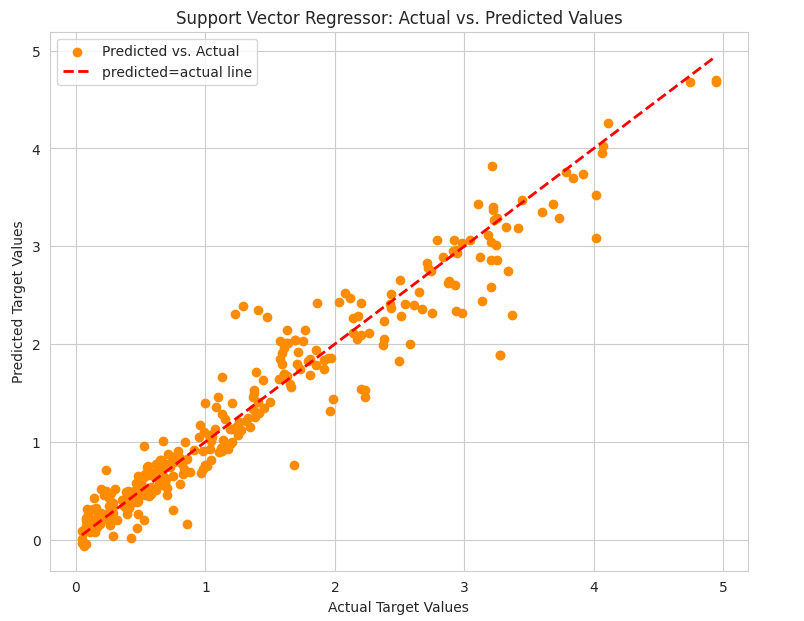 Support Vector Regressor: Actual vs. Predicted Values
Predicted vs. Actual
predicted=actual line
Predicted Target Values
5
4
3
2
1
0
0 1 2 3 4 5
Actual Target Values